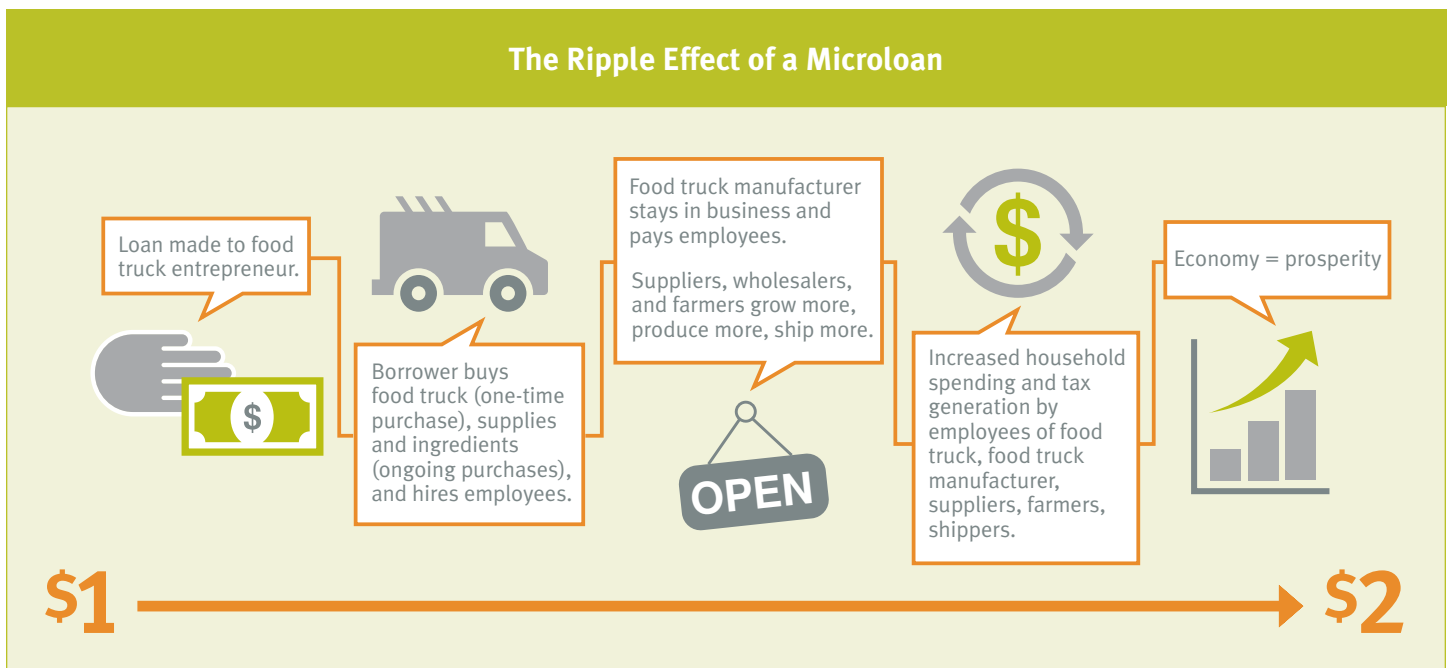 The Ripple Effect of a Microloan
Loan made to food
truck entrepreneur.
$
Borrower buys
food truck (one-time
purchase), supplies
and ingredients
(ongoing purchases),
and hires employees.
Food truck manufacturer
stays in business and
pays employees.
Suppliers, wholesalers,
and farmers grow more,
produce more, ship more.
OPEN
$
Increased household
spending and tax
generation by
employees of food
truck, food truck
manufacturer,
suppliers, farmers,
shippers.
Economy = prosperity
$1
$2